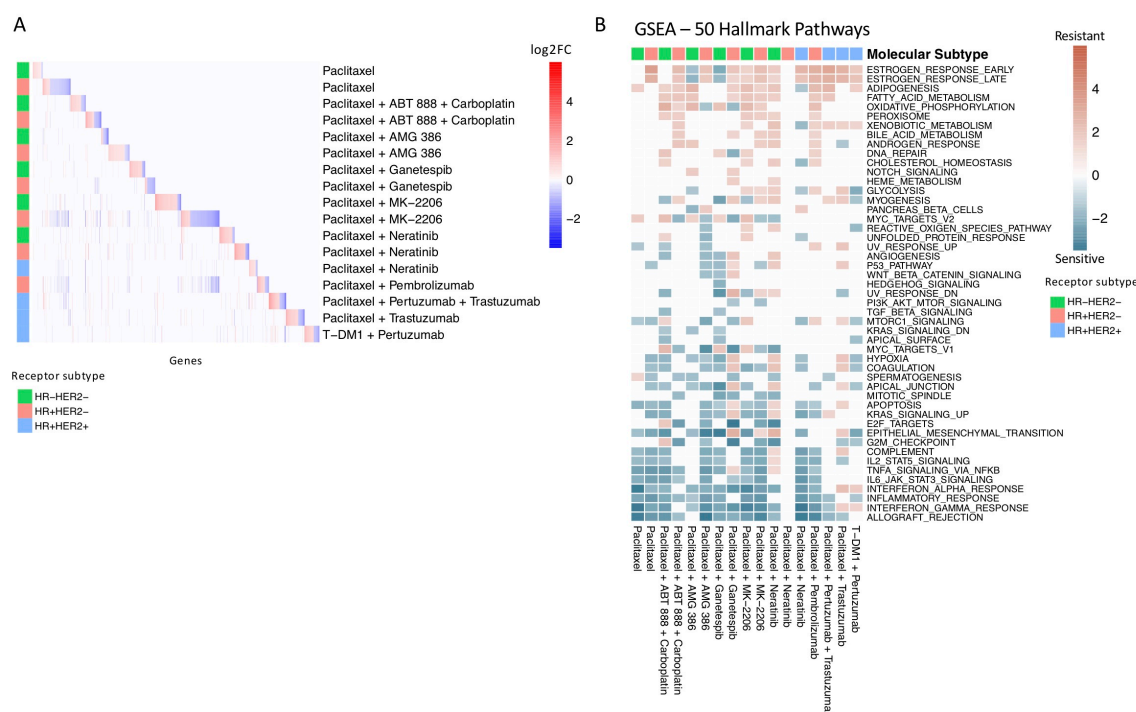 A
log2FC
Paclitaxel
Paclitaxel
Paclitaxel + ABT 888 + Carboplatin
Paclitaxel + ABT 888 + Carboplatin
Paclitaxel + AMG 386
Paclitaxel + AMG 386
Paclitaxel + Ganetespib
Paclitaxel + Ganetespib
Paclitaxel + MK−2206
Paclitaxel + MK−2206
Paclitaxel + Neratinib
Paclitaxel + Neratinib
Paclitaxel + Neratinib
Paclitaxel + Pembrolizumab
Paclitaxel + Pertuzumab + Trastuzumab
Paclitaxel + Trastuzumab
T−DM1 + Pertuzumab
4
2
0
−2
Genes
Receptor subtype
HR−HER2−
HR+HER2−
HR+HER2+
B
GSEA – 50 Hallmark Pathways
Molecular Subtype
ESTROGEN_RESPONSE_EARLY
ESTROGEN_RESPONSE_LATE
ADIPOGENESIS
FATTY_ACID_METABOLISM
OXIDATIVE_PHOSPHORYLATION
PEROXISOME
XENOBIOTIC_METABOLISM
BILE_ACID_METABOLISM
ANDROGEN_RESPONSE
DNA_REPAIR
CHOLESTEROL_HOMEOSTASIS
NOTCH_SIGNALING
HEME_METABOLISM
GLYCOLYSIS
MYOGENESIS
PANCREAS_BETA_CELLS
MYC_TARGETS_V2
REACTIVE_OXIGEN_SPECIES_PATHWAY
UNFOLDED_PROTEIN_RESPONSE
UV_RESPONSE_UP
ANGIOGENESIS
P53_PATHWAY
WNT_BETA_CATENIN_SIGNALING
HEDGEHOG_SIGNALING
UV_RESPONSE_DN
PI3K_AKT_MTOR_SIGNALING
TGF_BETA_SIGNALING
MTORC1_SIGNALING
KRAS_SIGNALING_DN
APICAL_SURFACE
MYC_TARGETS_V1
HYPOXIA
COAGULATION
SPERMATOGENESIS
APICAL_JUNCTION
MITOTIC_SPINDLE
APOPTOSIS
KRAS_SIGNALING_UP
E2F_TARGETS
EPITHELIAL_MESENCHYMAL_TRANSITION
G2M_CHECKPOINT
COMPLEMENT
IL2_STAT5_SIGNALING
TNFA_SIGNALING_VIA_NFKB
IL6_JAK_STAT3_SIGNALING
INTERFERON_ALPHA_RESPONSE
INFLAMMATORY_RESPONSE
INTERFERON_GAMMA_RESPONSE
ALLOGRAFT_REJECTION
Paclitaxel
Paclitaxel
Paclitaxel + ABT 888 + Carboplatin
Paclitaxel + ABT 888 + Carboplatin
Paclitaxel + AMG 386
Paclitaxel + AMG 386
Paclitaxel + Ganetespib
Paclitaxel + Ganetespib
Paclitaxel + MK−2206
Paclitaxel + MK−2206
Paclitaxel + Neratinib
Paclitaxel + Neratinib
Paclitaxel + Neratinib
Paclitaxel + Pembrolizumab
Paclitaxel + Pertuzumab + Trastuzuma
Paclitaxel + Trastuzumab
T−DM1 + Pertuzumab
Resistant
4
2
0
−2
Sensitive
Receptor subtype
HR−HER2−
HR+HER2−
HR+HER2+